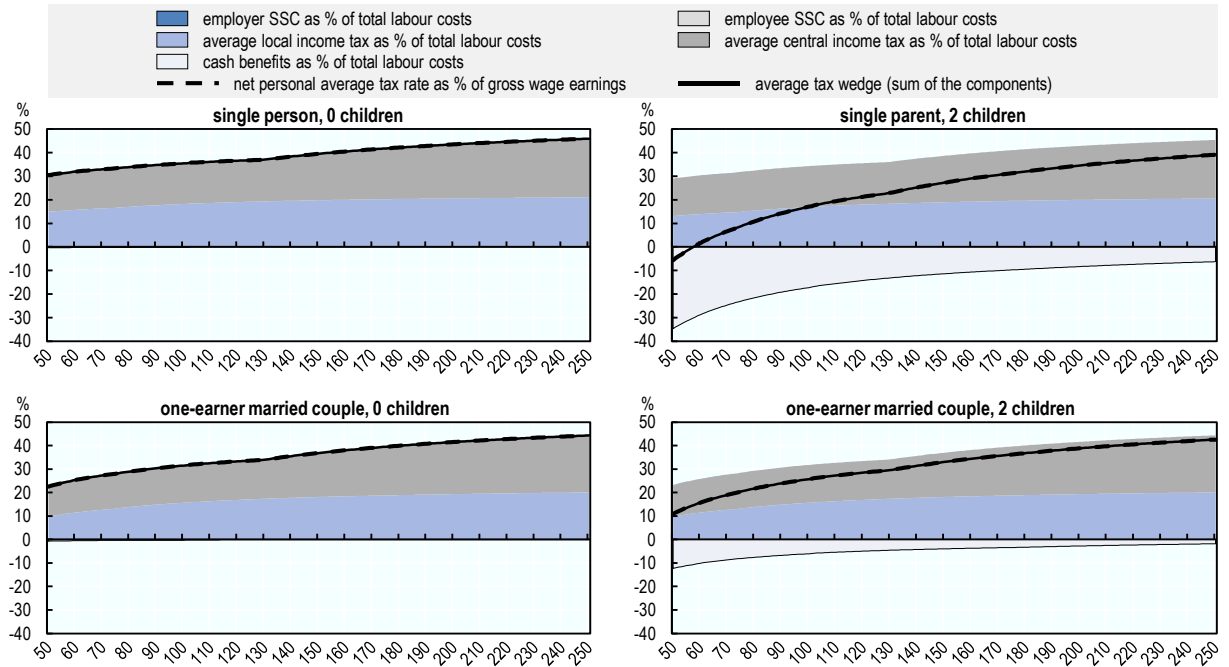 employer SSC as % of total labour costs
employee SSC as % of total labour costs
average local income tax as % of total labour costs
average central income tax as % of total labour costs
cash benefits as % of total labour costs
net personal average tax rate as % of gross wage earnings
average tax wedge (sum of the components)
%
single person, 0 children
50
40
30
20
10
0
-10
-20
-30
-40
50 60 70 80 90 100 110 120 130 140 150 160 170 180 190 200 210 220 230 240 250
%
single parent, 2 children
50
40
30
20
10
0
-10
-20
-30
-40
50 60 70 80 90 100 110 120 130 140 150 160 170 180 190 200 210 220 230 240 250
%
one-earner married couple, 0 children
50
40
30
20
10
0
-10
-20
-30
-40
50 60 70 80 90 100 110 120 130 140 150 160 170 180 190 200 210 220 230 240 250
%
one-earner married couple, 2 children
50
40
30
20
10
0
-10
-20
-30
-40
50 60 70 80 90 100 110 120 130 140 150 160 170 180 190 200 210 220 230 240 250